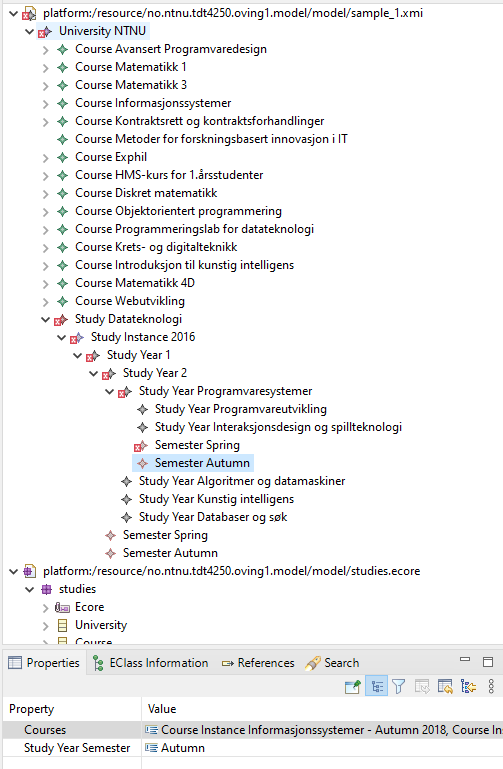 platform:/resource/no.ntnu.tdt4250.oving1.model/model/sample_1.xmi
University NTNU
Course Avansert Programvaredesign
Course Matematikk 1
Course Matematikk 3
Course Informasjonssystemer
Course Kontraktsrett og kontraktsforhandlinger
Course Metoder for forskningsbasert innovasjon i IT
Course Exphil
Course HMS-kurs for 1.årsstudenter
Course Diskret matematikk
Course Objektorientert programmering
Course Programmeringslab for datateknologi
Course Krets- og digitalteknikk
Course Introduksjon til kunstig intelligens
Course Matematikk 4D
Course Webutvikling
Study Datateknologi
Study Instance 2016
Study Year 1
Study Year 2
Study Year Programvaresystemer
Study Year Programvareutvikling
Study Year Interaksjonsdesign og spillteknologi
Semester Spring
Semester Autumn
Study Year Algoritmer og datamaskiner
Study Year Kunstig intelligens
Study Year Databaser og søk
Semester Spring
Semester Autumn
platform:/resource/no.ntnu.tdt4250.oving1.model/model/studies.ecore
studies
Ecore
University
Course
Properties EClass Information References Search
Property Value
Courses Course Instance Informasjonssystemer - Autumn 2018, Course In
Study Year Semester Autumn